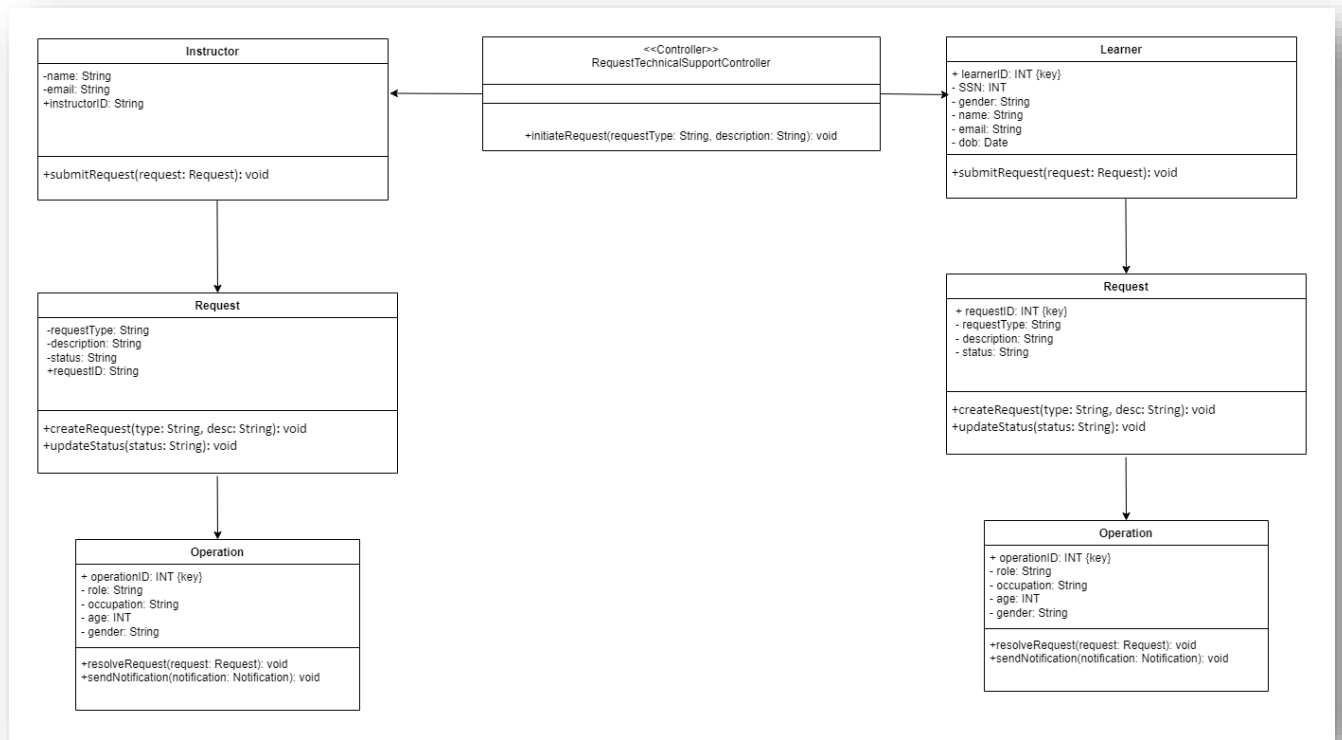 Instructor
-name: String
-email: String
+instructorID: String
+submitRequest(request: Request): void
<<Controller>>
RequestTechnicalSupportController
+initiateRequest(requestType: String, description: String): void
Learner
+ learnerID: INT {key}
- SSN: INT
- gender: String
- name: String
- email: String
- dob: Date
+submitRequest(request: Request): void
Request
-requestType: String
-description: String
-status: String
+requestID: String
+createRequest(type: String, desc: String): void
+updateStatus(status: String): void
Request
+ requestID: INT {key}
- requestType: String
- description: String
- status: String
+createRequest(type: String, desc: String): void
+updateStatus(status: String): void
Operation
+ operationID: INT {key}
- role: String
- occupation: String
- age: INT
- gender: String
+resolveRequest(request: Request): void
+sendNotification(notification: Notification): void
Operation
+ operationID: INT {key}
- role: String
- occupation: String
- age: INT
- gender: String
+resolveRequest(request: Request): void
+sendNotification(notification: Notification): void